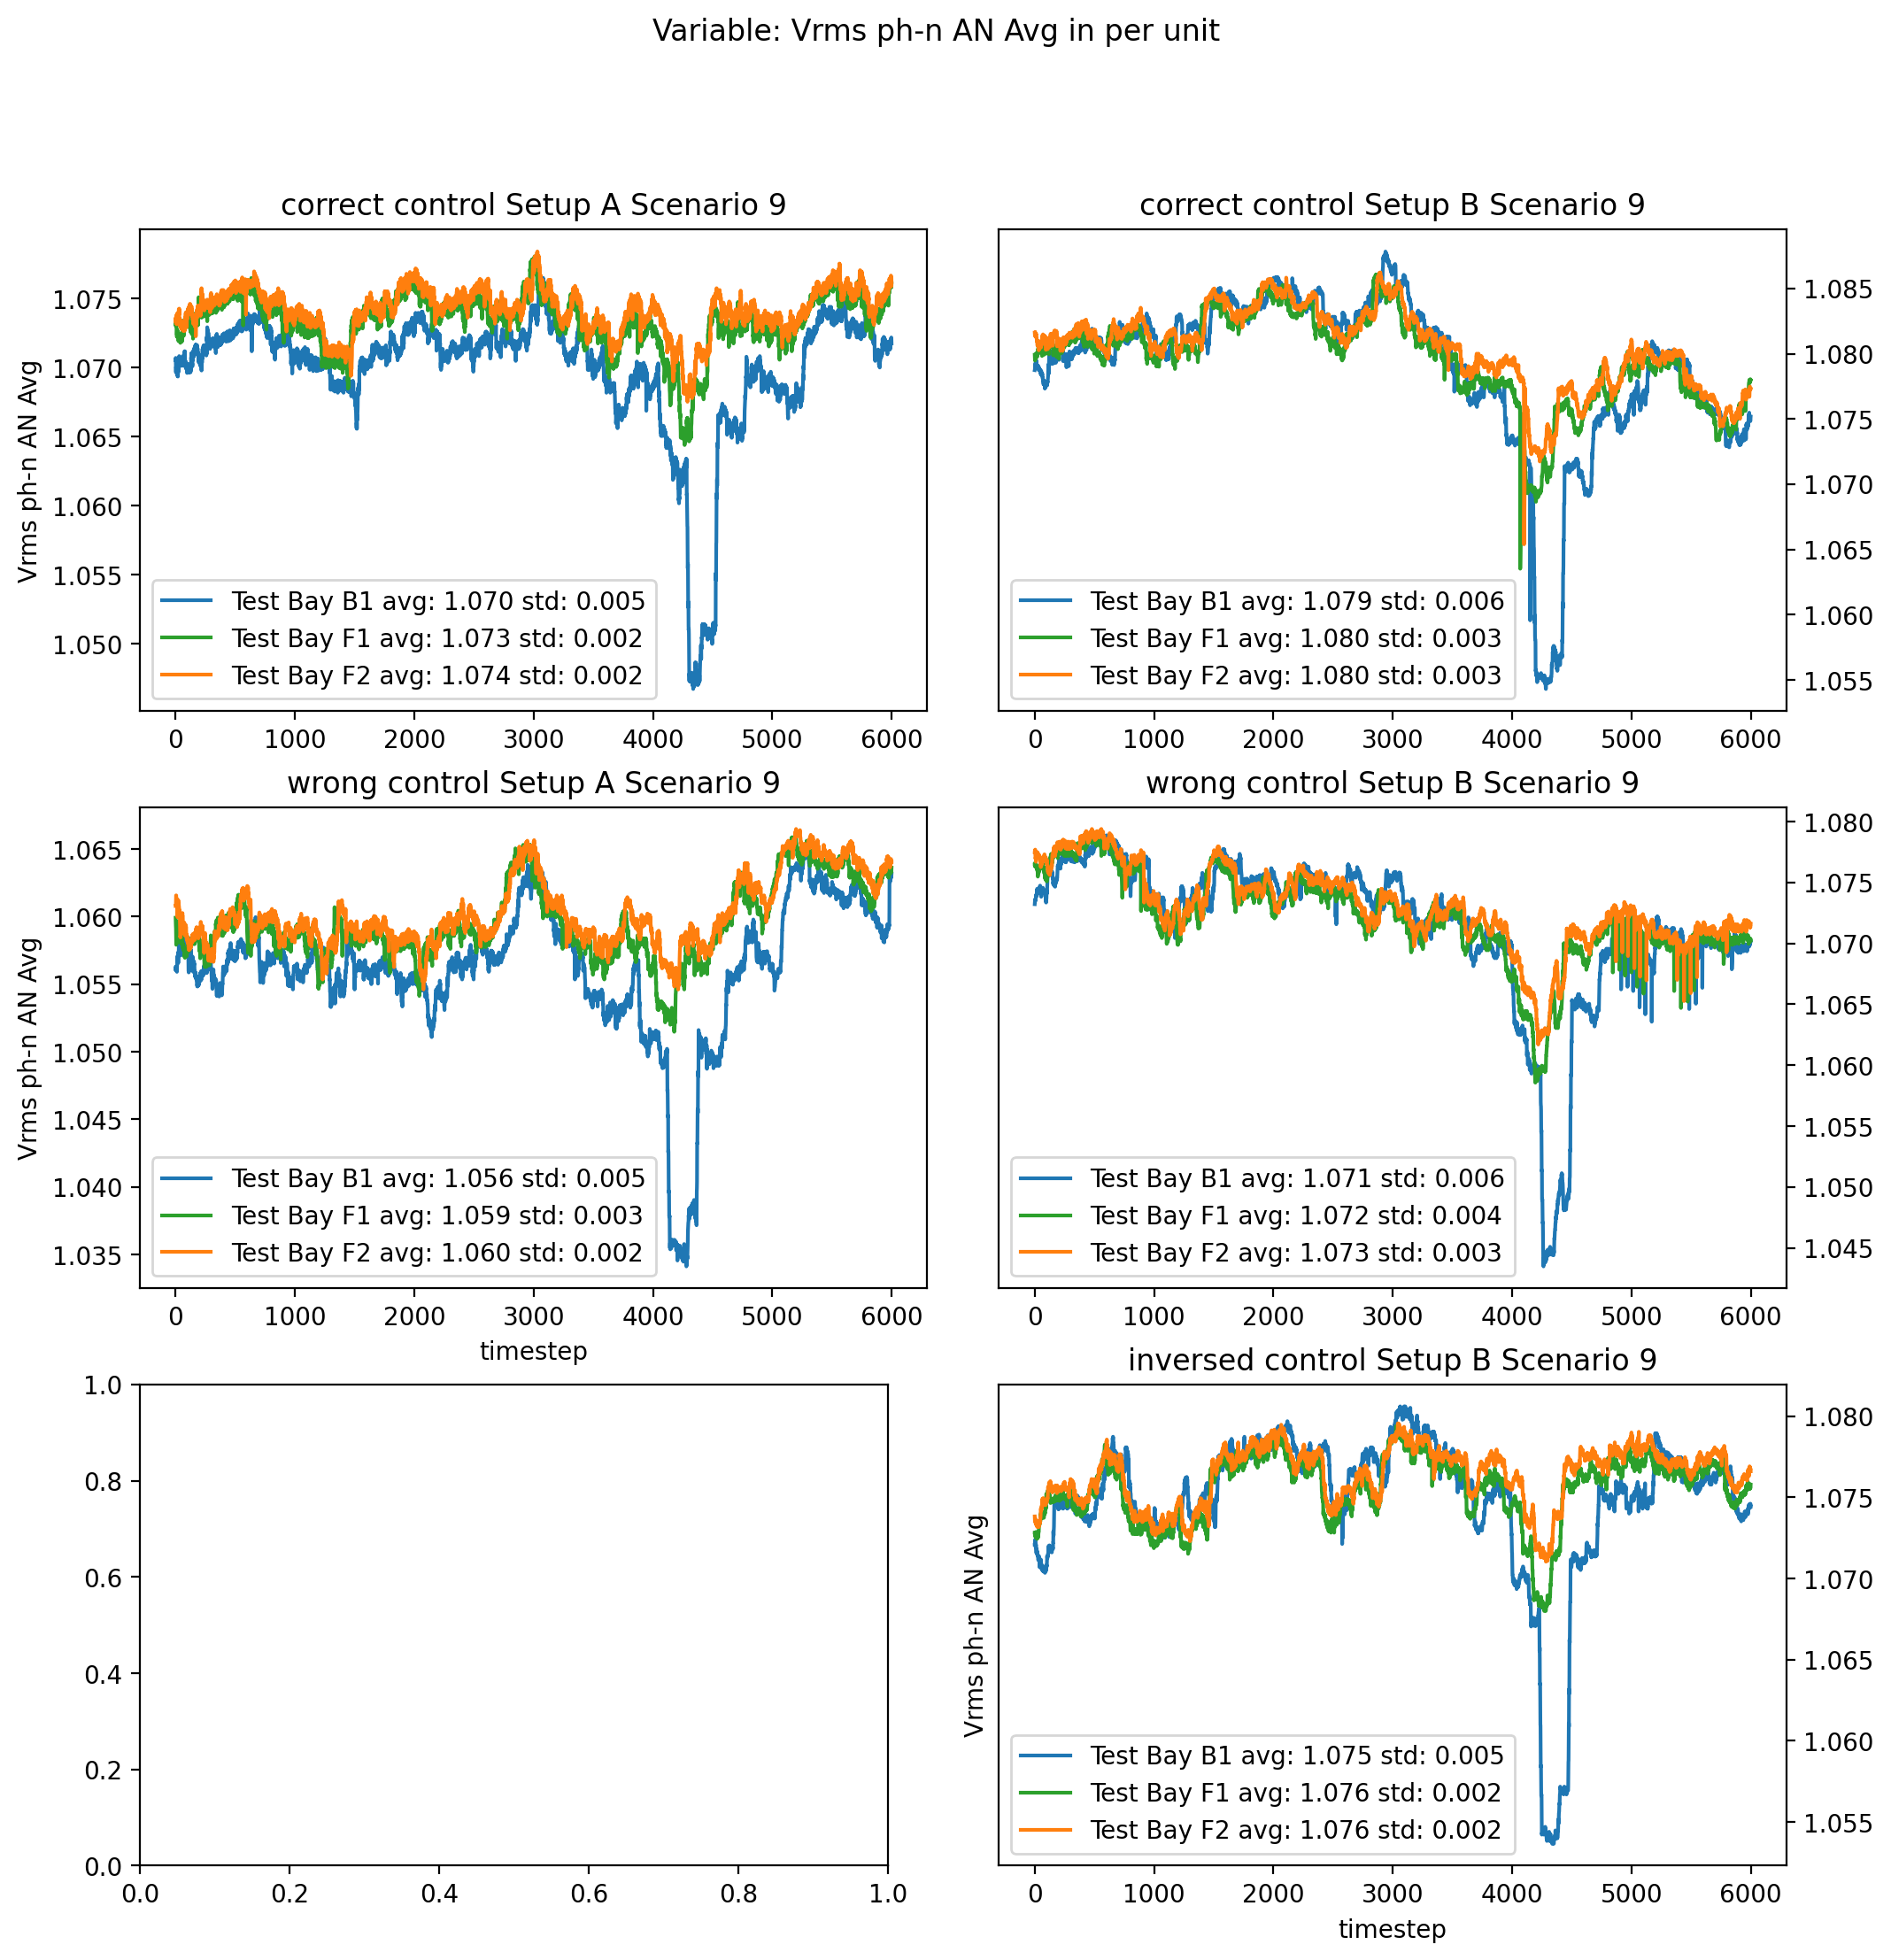 Variable: Vrms ph-n AN Avg in per unit
correct control Setup A Scenario 9
Vrms ph-n AN Avg
1.075
1.070
1.065
1.060
1.055
1.050
Test Bay B1 avg: 1.070 std: 0.005
Test Bay F1 avg: 1.073 std: 0.002
Test Bay F2 avg: 1.074 std: 0.002
0 1000 2000 3000 4000 5000 6000
correct control Setup B Scenario 9
1.085
1.080
1.075
1.070
1.065
1.060
1.055
Test Bay B1 avg: 1.079 std: 0.006
Test Bay F1 avg: 1.080 std: 0.003
Test Bay F2 avg: 1.080 std: 0.003
0 1000 2000 3000 4000 5000 6000
wrong control Setup A Scenario 9
Vrms ph-n AN Avg
1.065
1.060
1.055
1.050
1.045
1.040
1.035
Test Bay B1 avg: 1.056 std: 0.005
Test Bay F1 avg: 1.059 std: 0.003
Test Bay F2 avg: 1.060 std: 0.002
0 1000 2000 3000 4000 5000 6000
timestep
wrong control Setup B Scenario 9
1.080
1.075
1.070
1.065
1.060
1.055
1.050
1.045
Test Bay B1 avg: 1.071 std: 0.006
Test Bay F1 avg: 1.072 std: 0.004
Test Bay F2 avg: 1.073 std: 0.003
0 1000 2000 3000 4000 5000 6000
1.0
0.8
0.6
0.4
0.2
0.0
0.0 0.2 0.4 0.6 0.8 1.0
inversed control Setup B Scenario 9
Vrms ph-n AN Avg
1.080
1.075
1.070
1.065
1.060
1.055
Test Bay B1 avg: 1.075 std: 0.005
Test Bay F1 avg: 1.076 std: 0.002
Test Bay F2 avg: 1.076 std: 0.002
0 1000 2000 3000 4000 5000 6000
timestep